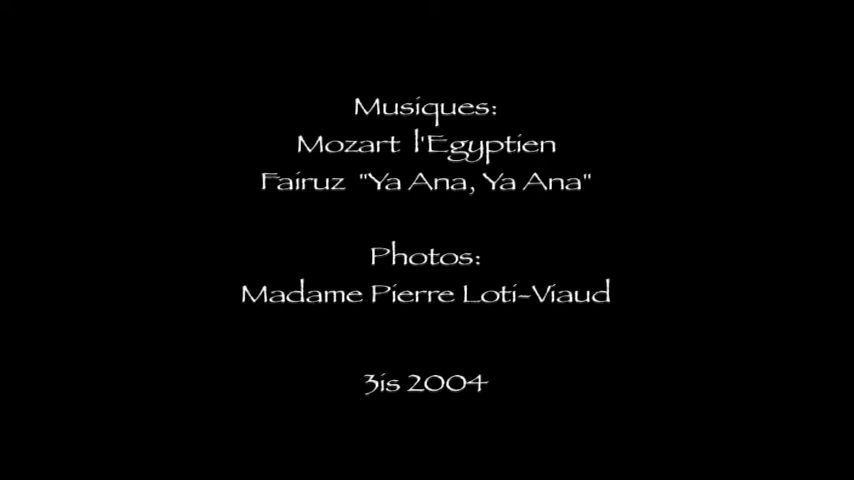 Musiques:
Mozart l'Egyptien
Fairuz "Ya Ana, Ya Ana"
Photos:
Madame Pierre Loti-Viaud
3is 2004